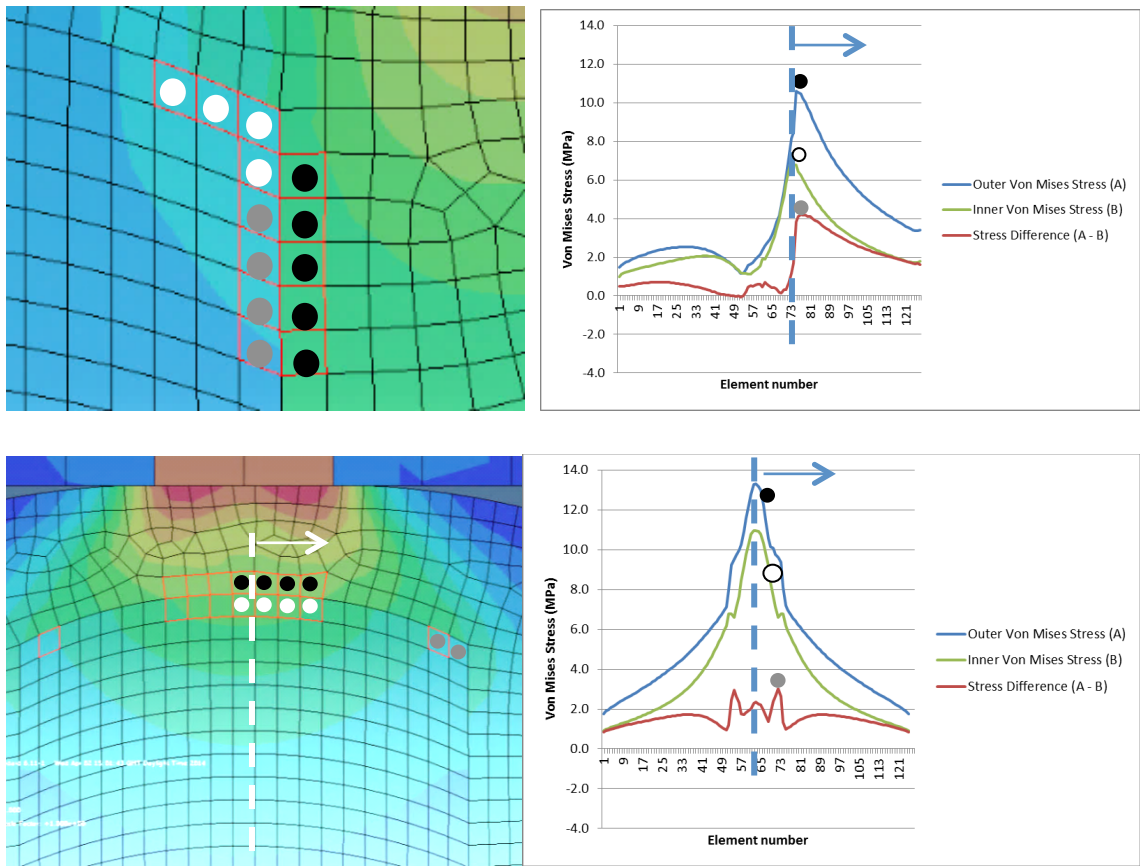 14.0
12.0
10.0
8.0
6.0
4.0
2.0
0.0
-2.0
-4.0
Von Mises Stress (MPa)
1 9 17 25 33 41 49 57 65 73 81 89 97 105 113 121
Element number
Outer Von Mises Stress (A)
Inner Von Mises Stress (B)
Stress Difference (A - B)
14.0
12.0
10.0
8.0
6.0
4.0
2.0
0.0
-2.0
-4.0
Von Mises Stress (MPa)
1 9 17 25 33 41 49 57 65 73 81 89 97 105 113 121
Element number
Outer Von Mises Stress (A)
Inner Von Mises Stress (B)
Stress Difference (A - B)